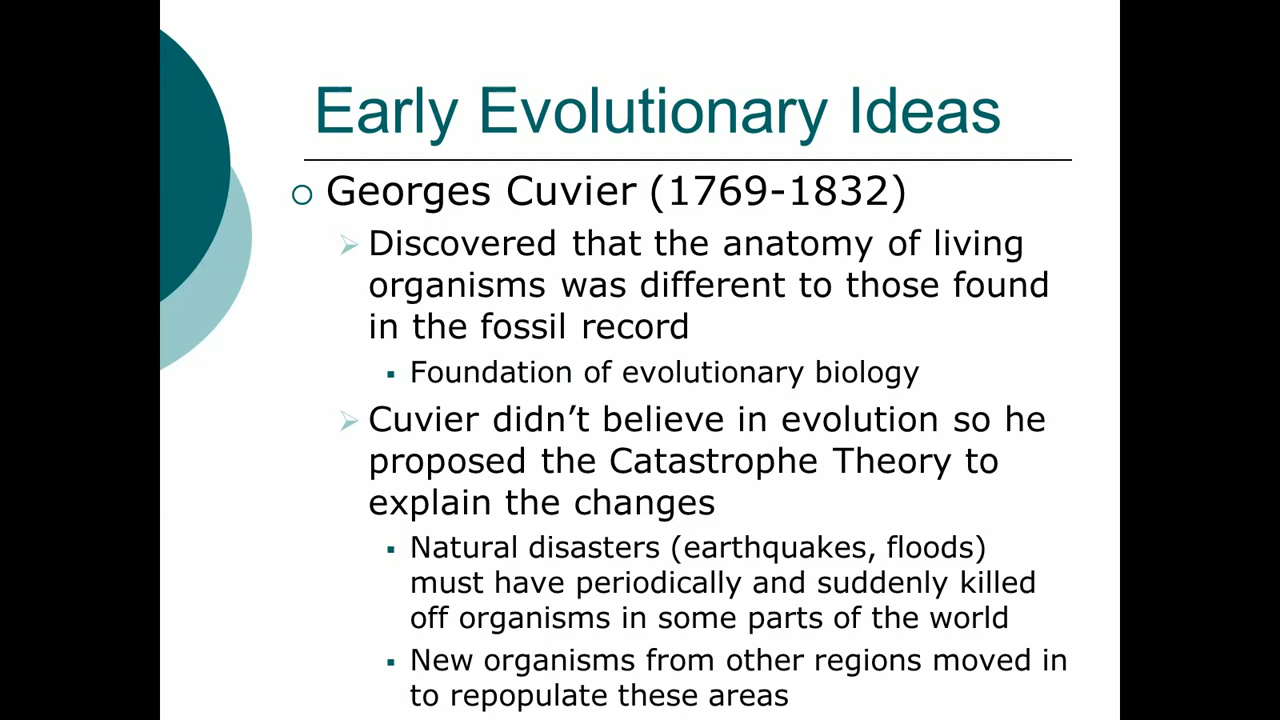 Early Evolutionary Ideas
Georges Cuvier (1769-1832)
Discovered that the anatomy of living
organisms was different to those found
in the fossil record
Foundation of evolutionary biology
Cuvier didn’t believe in evolution so he
proposed the Catastrophe Theory to
explain the changes
Natural disasters (earthquakes, floods)
must have periodically and suddenly killed
off organisms in some parts of the world
New organisms from other regions moved in
to repopulate these areas